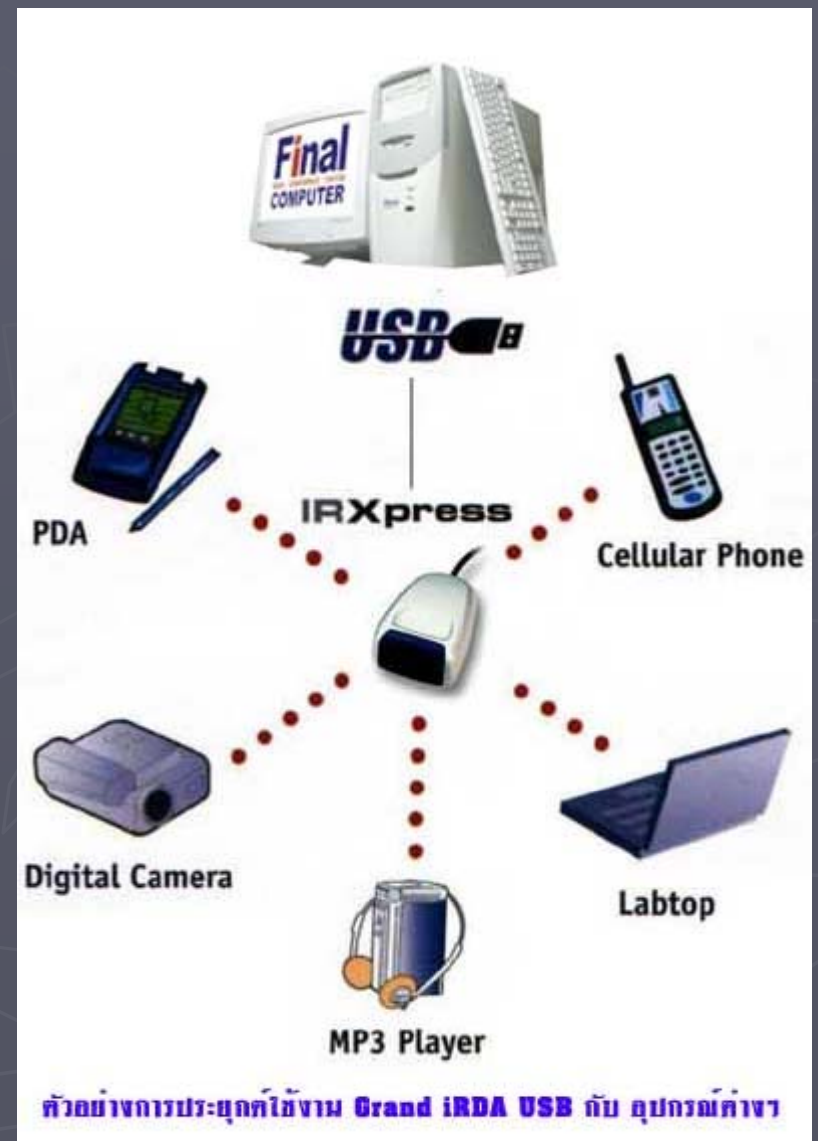 Final
COMPUTER
USB
IRXpress
PDA
Cellular Phone
Digital Camera
Labtop
MP3 Player
ตัวอย่างการประยุกต์ใช้งาน Grand iRDA USB กับ อุปกรณ์ต่างๆ